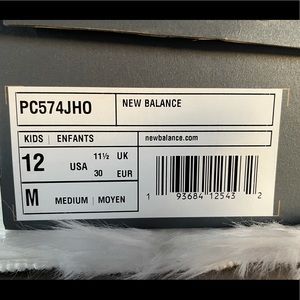 PC574JHO NEW BALANCE
KIDS | ENFANTS newbalance.com
12 USA 11½ UK
30 EUR
M MEDIUM | MOYEN
1 93684 12543 2